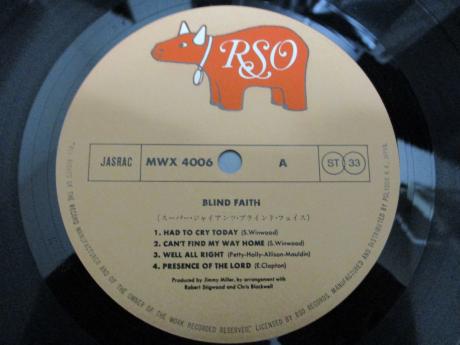 RSO
JASRAC
MWX 4006
A
ST 33
BLIND FAITH
(スーパー・ジャイアンツ・ブラインド・フェイス)
1. HAD TO CRY TODAY (S.Winwood)
2. CAN'T FIND MY WAY HOME (S.Winwood)
3. WELL ALL RIGHT (Petty-Holly-Allison-Mauldin)
4. PRESENCE OF THE LORD (E.Clapton)
Produced by Jimmy Miller, by arrangement with
Robert Stigwood and Chris Blackwell
"ALL RIGHTS OF THE RECORD MANUFACTURER AND OF THE OWNER OF THE WORK RECORDED RESERVED." LICENSED BY RSO RECORDS. MANUFACTURED AND DISTRIBUTED BY POLYDOR K.K., JAPAN.